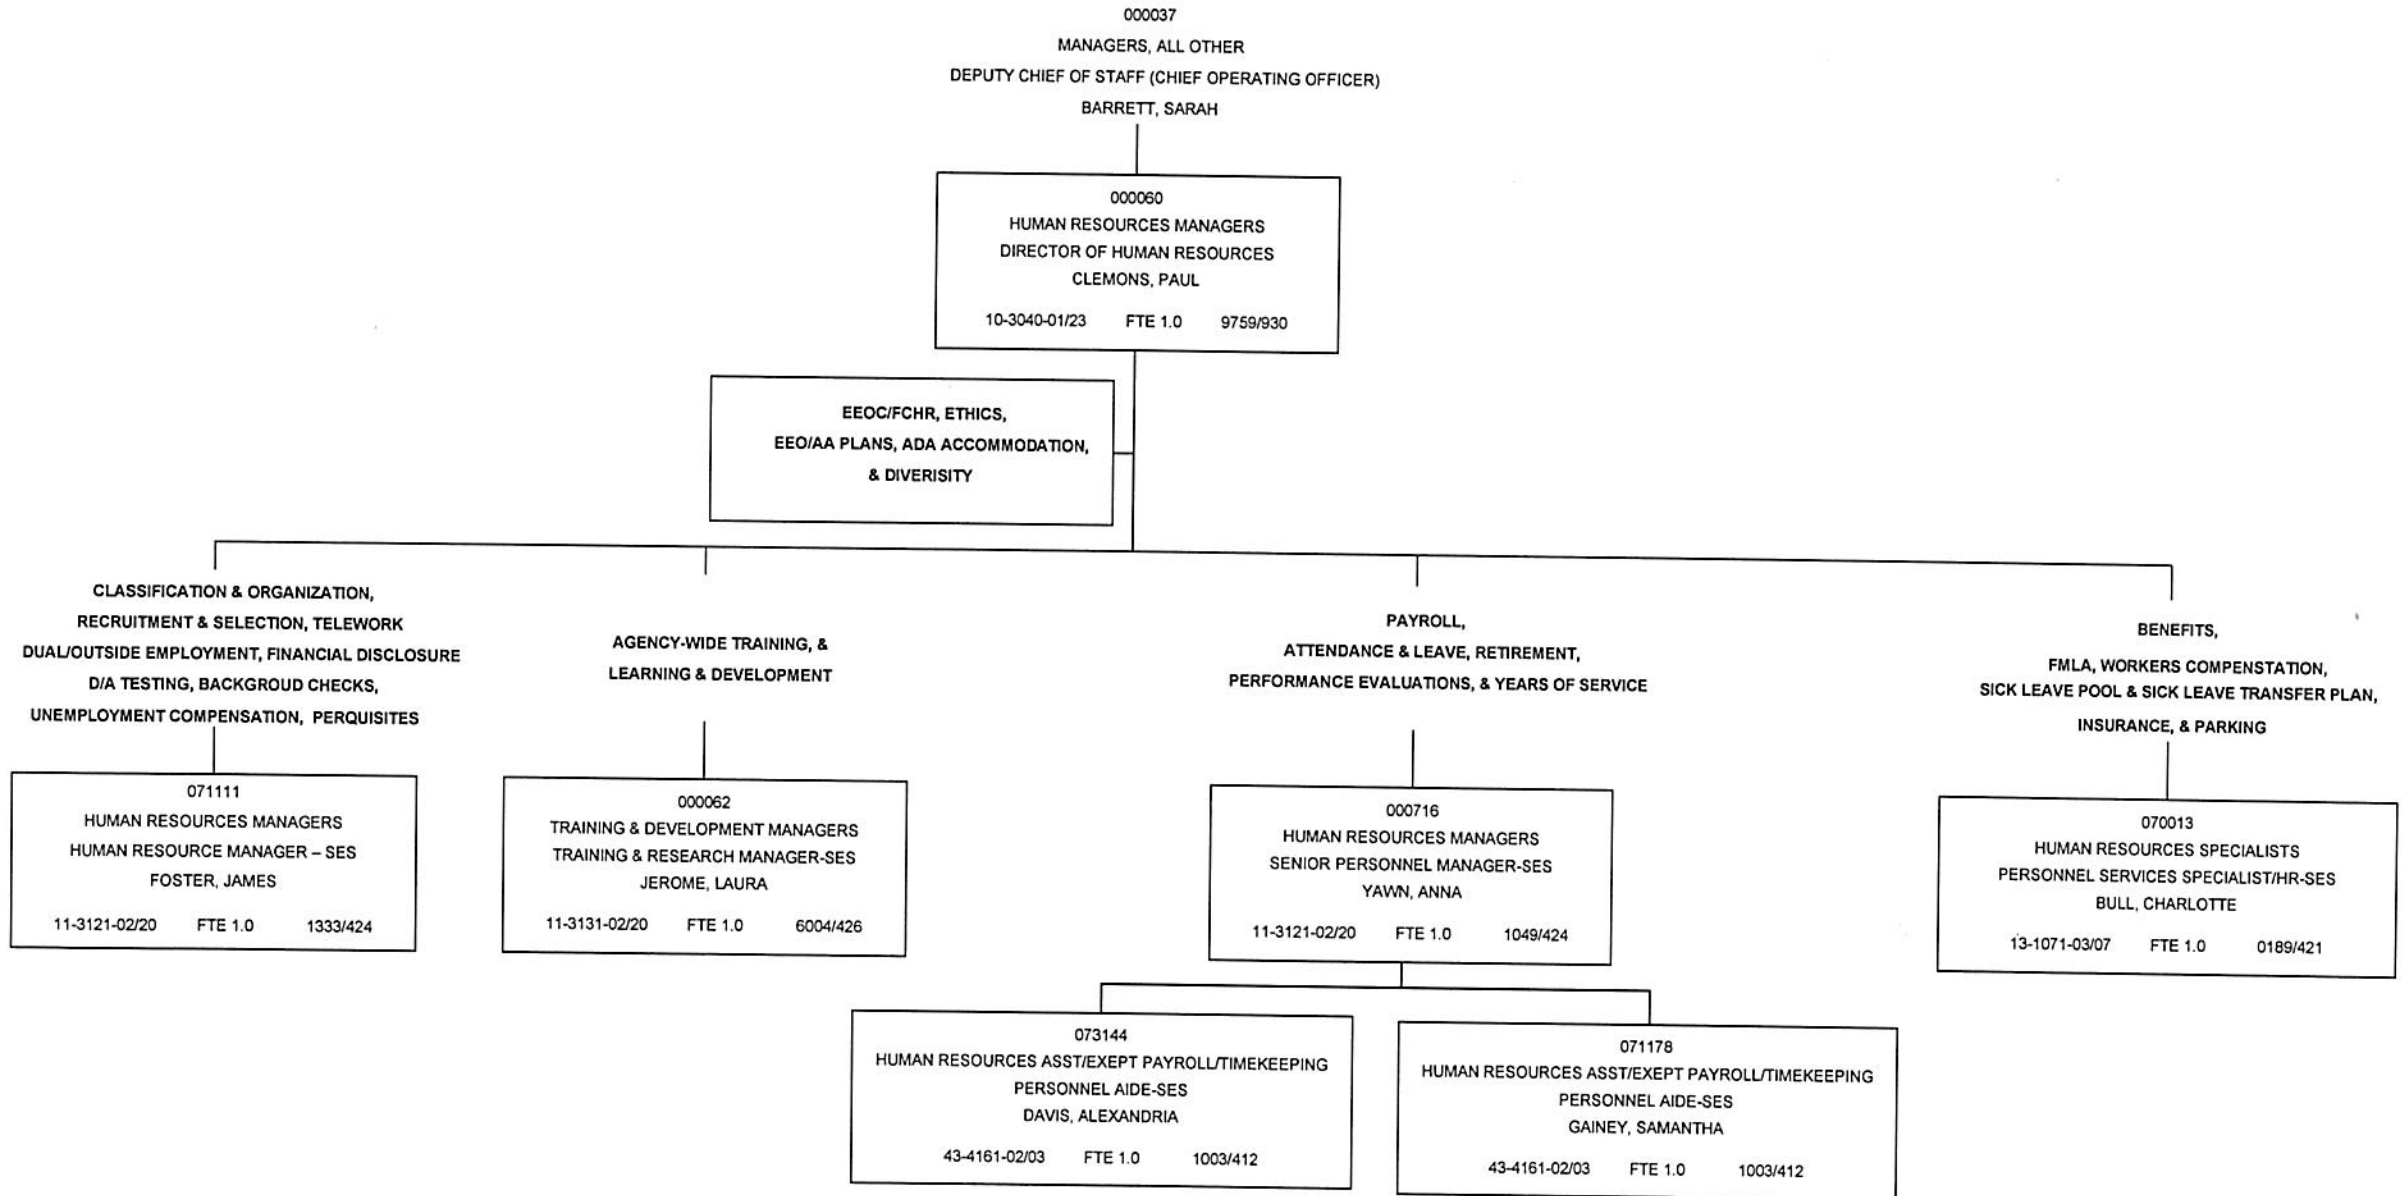 000037
MANAGERS, ALL OTHER
DEPUTY CHIEF OF STAFF (CHIEF OPERATING OFFICER)
BARRETT, SARAH
000060
HUMAN RESOURCES MANAGERS
DIRECTOR OF HUMAN RESOURCES
CLEMONS, PAUL
10-3040-01/23 FTE 1.0 9759/930
EEOC/FCHR, ETHICS,
EEO/AA PLANS, ADA ACCOMMODATION,
& DIVERISITY
CLASSIFICATION & ORGANIZATION,
RECRUITMENT & SELECTION, TELEWORK
DUAL/OUTSIDE EMPLOYMENT, FINANCIAL DISCLOSURE
D/A TESTING, BACKGROUD CHECKS,
UNEMPLOYMENT COMPENSATION, PERQUISITES
AGENCY-WIDE TRAINING, &
LEARNING & DEVELOPMENT
PAYROLL,
ATTENDANCE & LEAVE, RETIREMENT,
PERFORMANCE EVALUATIONS, & YEARS OF SERVICE
BENEFITS,
FMLA, WORKERS COMPENSTATION,
SICK LEAVE POOL & SICK LEAVE TRANSFER PLAN,
INSURANCE, & PARKING
071111
HUMAN RESOURCES MANAGERS
HUMAN RESOURCE MANAGER – SES
FOSTER, JAMES
11-3121-02/20 FTE 1.0 1333/424
000062
TRAINING & DEVELOPMENT MANAGERS
TRAINING & RESEARCH MANAGER-SES
JEROME, LAURA
11-3131-02/20 FTE 1.0 6004/426
000716
HUMAN RESOURCES MANAGERS
SENIOR PERSONNEL MANAGER-SES
YAWN, ANNA
11-3121-02/20 FTE 1.0 1049/424
070013
HUMAN RESOURCES SPECIALISTS
PERSONNEL SERVICES SPECIALIST/HR-SES
BULL, CHARLOTTE
13-1071-03/07 FTE 1.0 0189/421
073144
HUMAN RESOURCES ASST/EXEPT PAYROLL/TIMEKEEPING
PERSONNEL AIDE-SES
DAVIS, ALEXANDRIA
43-4161-02/03 FTE 1.0 1003/412
071178
HUMAN RESOURCES ASST/EXEPT PAYROLL/TIMEKEEPING
PERSONNEL AIDE-SES
GAINEY, SAMANTHA
43-4161-02/03 FTE 1.0 1003/412